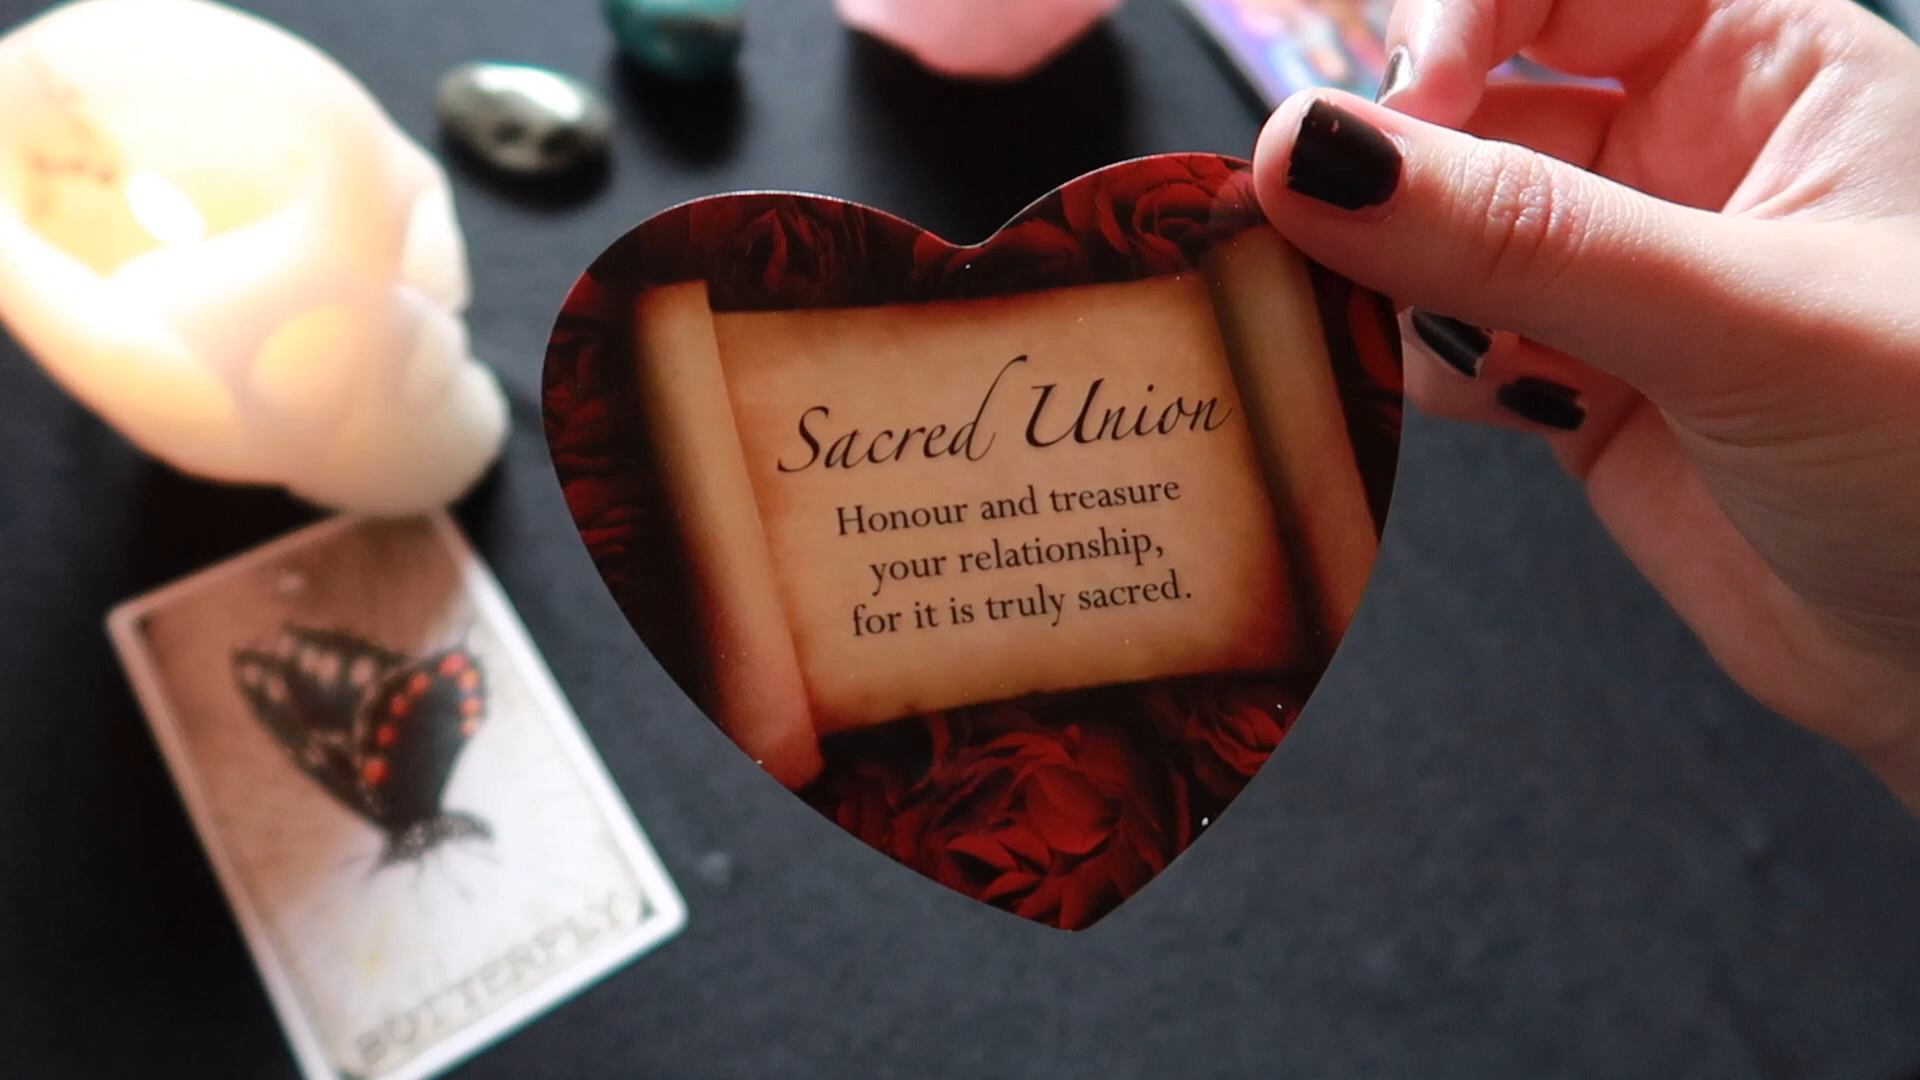 Sacred Union
Honour and treasure
your relationship,
for it is truly sacred.
BUTTERFLY